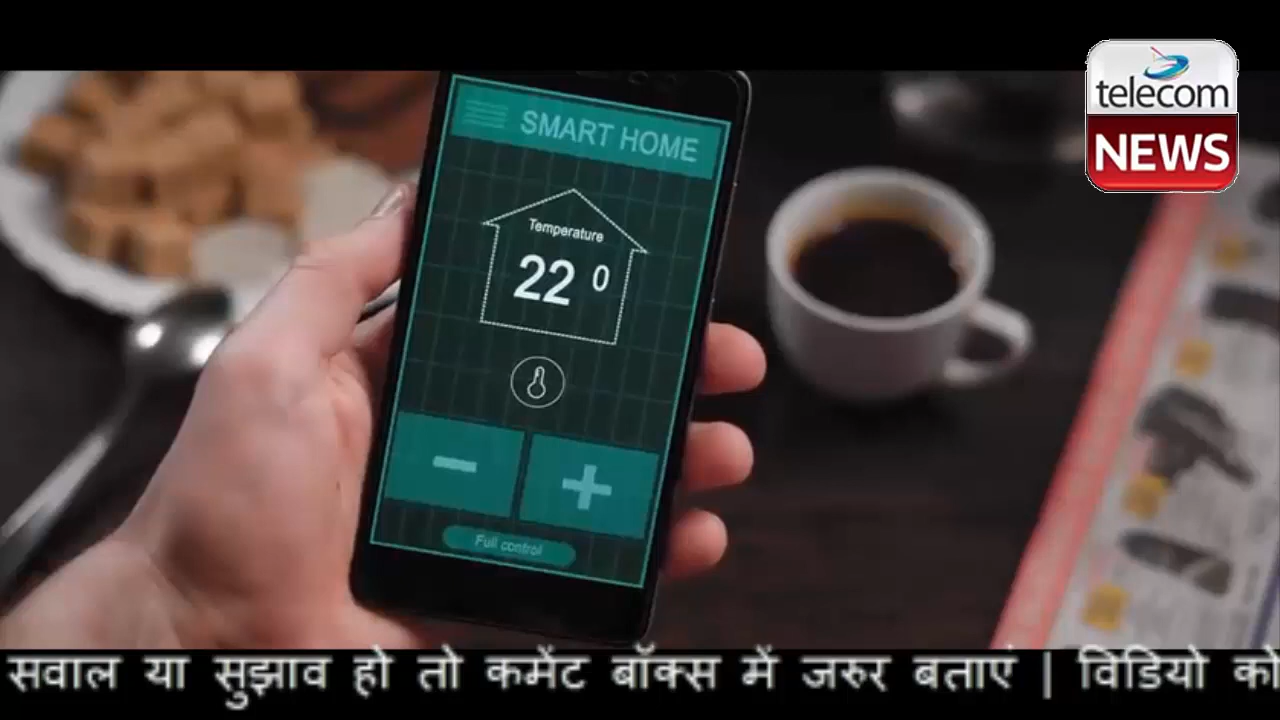 telecom
NEWS
SMART HOME
Temperature
22 0
Full control
सवाल या सुझाव हो तो कमेंट बॉक्स में जरुर बताएं | विडियो को